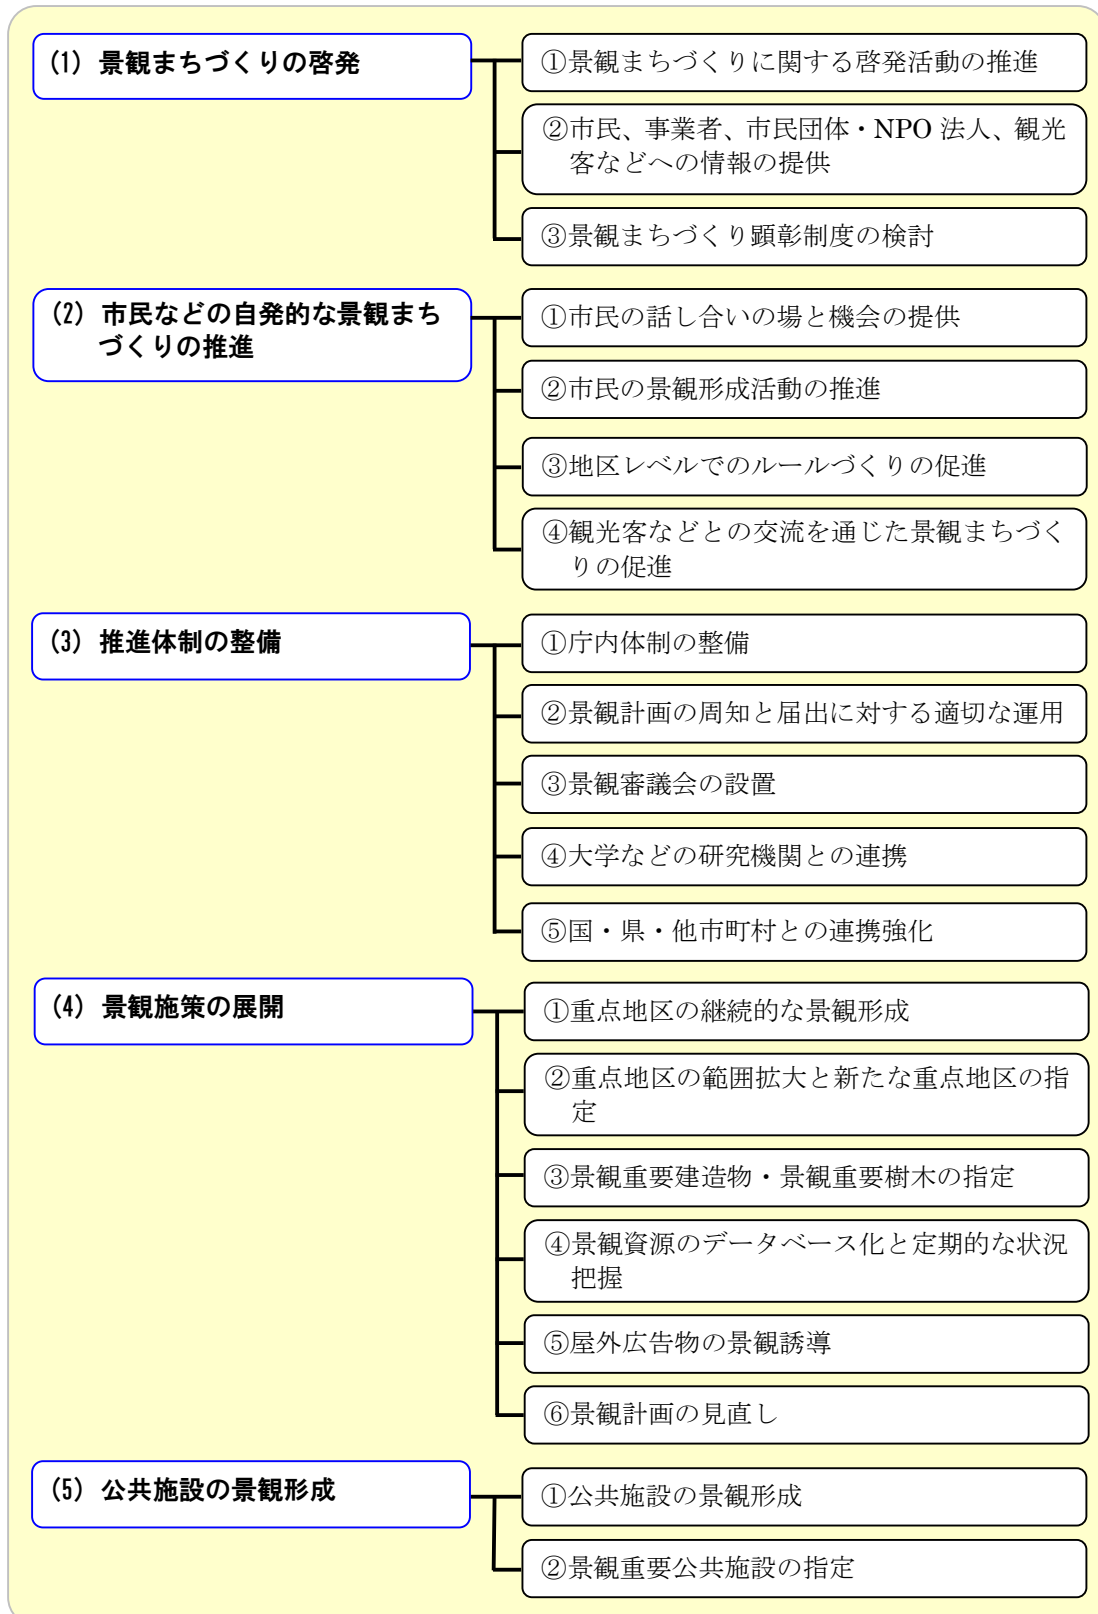 (1) 景観まちづくりの啓発
①景観まちづくりに関する啓発活動の推進
②市民、事業者、市民団体・NPO 法人、観光
客などへの情報の提供
③景観まちづくり顕彰制度の検討
(2) 市民などの自発的な景観まち
づくりの推進
①市民の話し合いの場と機会の提供
②市民の景観形成活動の推進
③地区レベルでのルールづくりの促進
④観光客などとの交流を通じた景観まちづく
りの促進
(3) 推進体制の整備
①庁内体制の整備
②景観計画の周知と届出に対する適切な運用
③景観審議会の設置
④大学などの研究機関との連携
⑤国・県・他市町村との連携強化
(4) 景観施策の展開
①重点地区の継続的な景観形成
②重点地区の範囲拡大と新たな重点地区の指
定
③景観重要建造物・景観重要樹木の指定
④景観資源のデータベース化と定期的な状況
把握
⑤屋外広告物の景観誘導
⑥景観計画の見直し
(5) 公共施設の景観形成
①公共施設の景観形成
②景観重要公共施設の指定